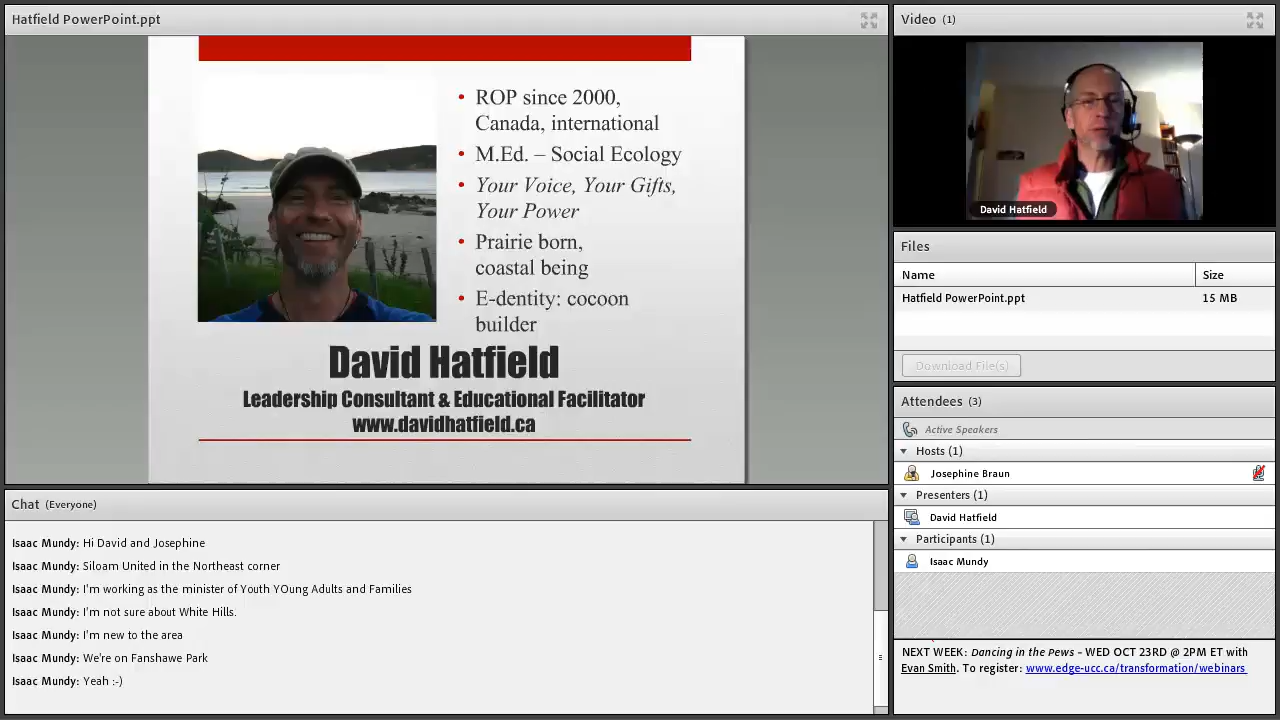 Hatfield PowerPoint.ppt
• ROP since 2000,
Canada, international
• M.Ed. – Social Ecology
• Your Voice, Your Gifts,
Your Power
• Prairie born,
coastal being
• E-dentity: cocoon
builder
David Hatfield
Leadership Consultant & Educational Facilitator
www.davidhatfield.ca
Chat (Everyone)
Isaac Mundy: Hi David and Josephine
Isaac Mundy: Siloam United in the Northeast corner
Isaac Mundy: I'm working as the minister of Youth YOung Adults and Families
Isaac Mundy: I'm not sure about White Hills.
Isaac Mundy: I'm new to the area
Isaac Mundy: We're on Fanshawe Park
Isaac Mundy: Yeah :-)
Video (1)
David Hatfield
Files
Name Size
Hatfield PowerPoint.ppt 15 MB
Download File(s)
Attendees (3)
Active Speakers
Hosts (1)
Josephine Braun
Presenters (1)
David Hatfield
Participants (1)
Isaac Mundy
NEXT WEEK: Dancing in the Pews – WED OCT 23RD @ 2PM ET with
Evan Smith. To register: www.edge-ucc.ca/transformation/webinars